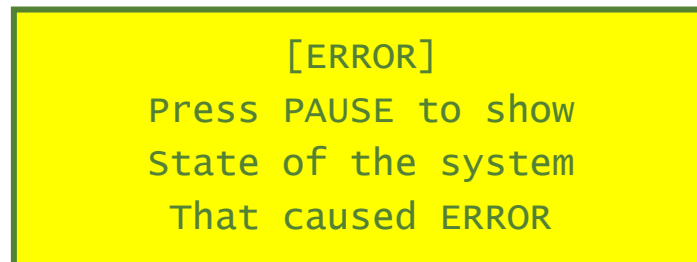 [ERROR]
Press PAUSE to show
State of the system
That caused ERROR